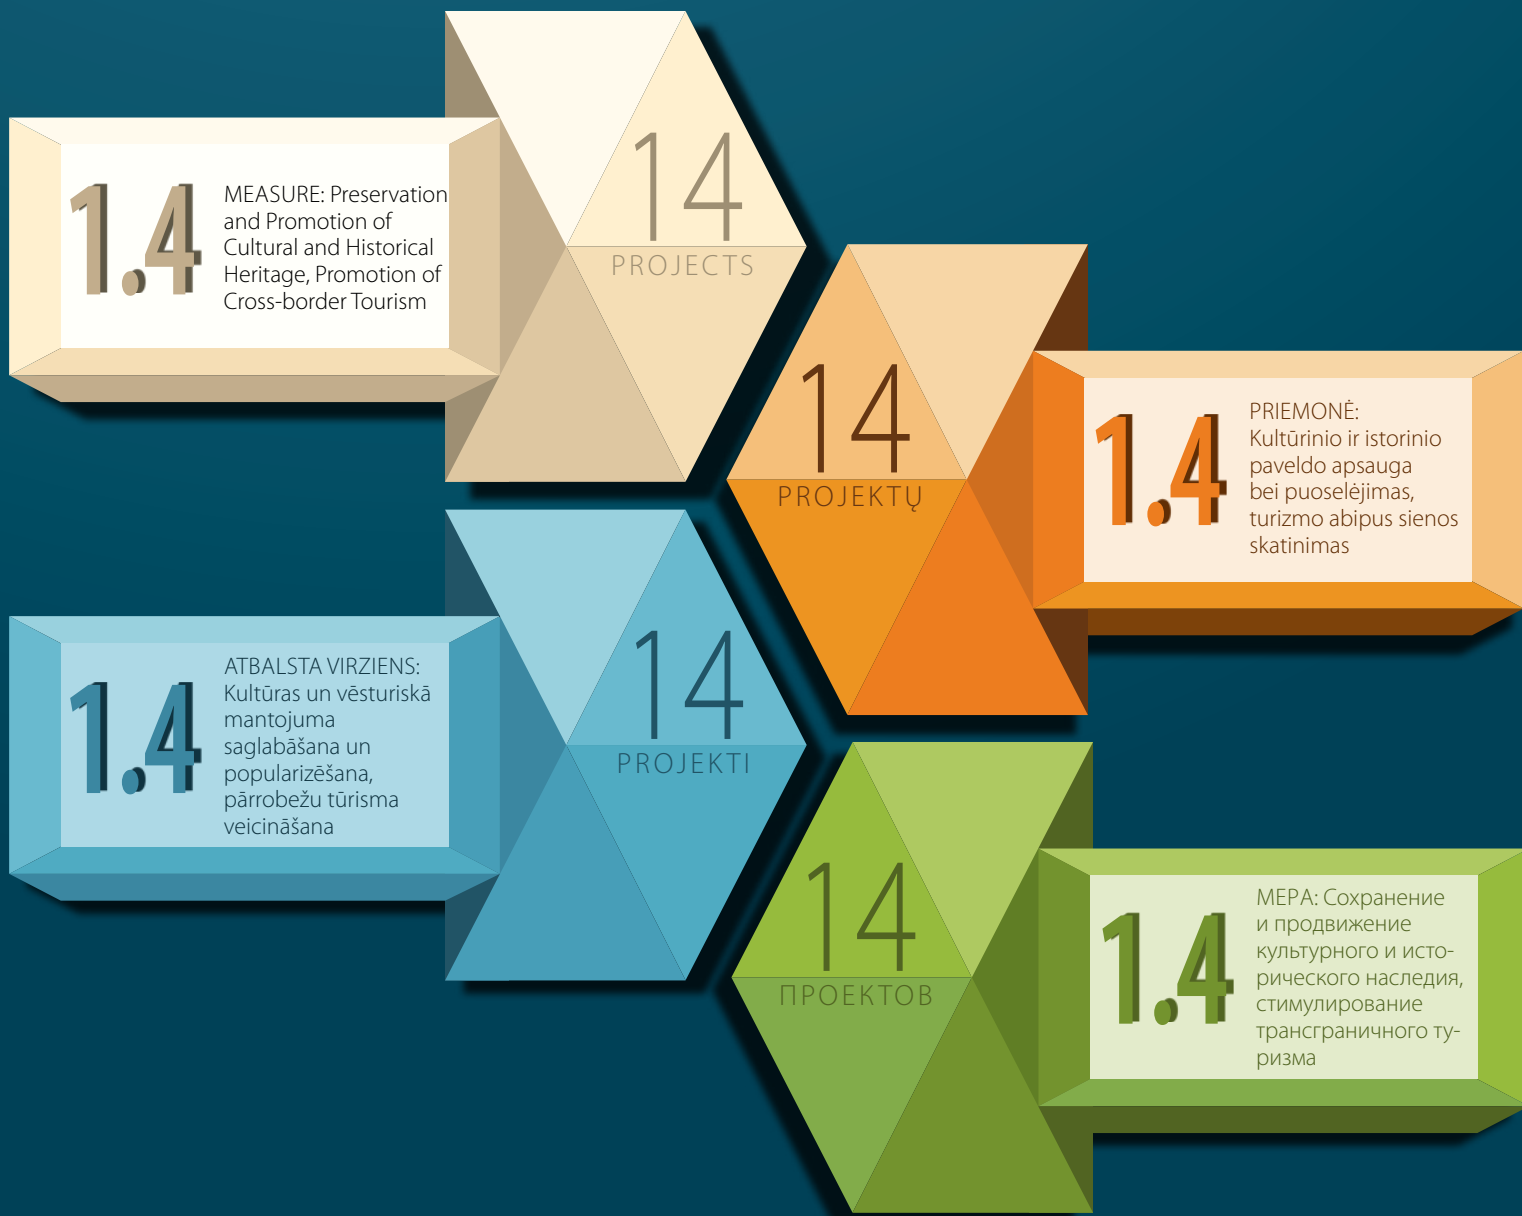 1.4
MEASURE: Preservation
and Promotion of
Cultural and Historical
Heritage, Promotion of
Cross-border Tourism
14
PROJECTS
14
PROJEKTŲ
1.4
PRIEMONĖ:
Kultūrinio ir istorinio
paveldo apsauga
bei puoselėjimas,
turizmo abipus sienos
skatinimas
1.4
ATBALSTA VIRZIENS:
Kultūras un vēsturiskā
mantojuma
saglabāšana un
popularizēšana,
pārrobežu tūrisma
veicināšana
14
PROJEKTI
14
ПРОЕКТОВ
1.4
МЕРА: Сохранение
и продвижение
культурного и исто-
рического наследия,
стимулирование
трансграничного ту-
ризма